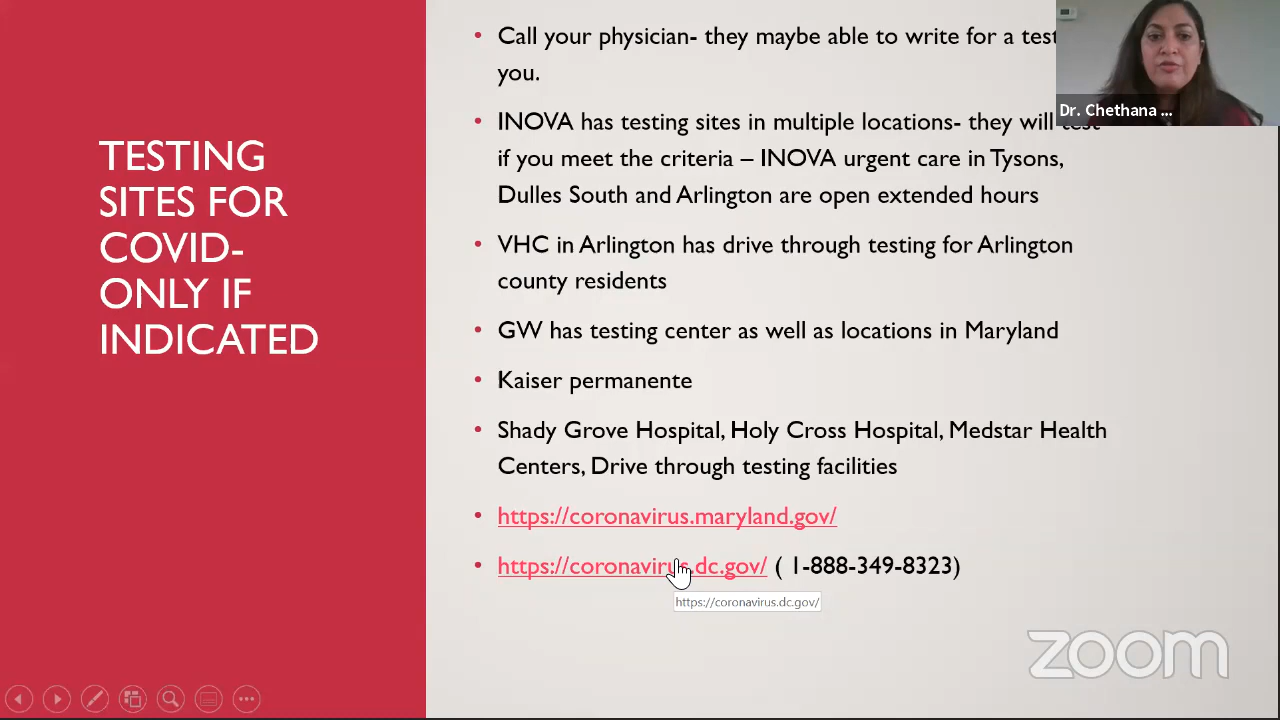 TESTING
SITES FOR
COVID-
ONLY IF
INDICATED
Call your physician- they maybe able to write for a test
you.
INOVA has testing sites in multiple locations- they will test
if you meet the criteria – INOVA urgent care in Tysons,
Dulles South and Arlington are open extended hours
VHC in Arlington has drive through testing for Arlington
county residents
GW has testing center as well as locations in Maryland
Kaiser permanente
Shady Grove Hospital, Holy Cross Hospital, Medstar Health
Centers, Drive through testing facilities
https://coronavirus.maryland.gov/
https://coronavirus.dc.gov/ ( 1-888-349-8323)
https://coronavirus.dc.gov/
Dr. Chethana ...
zoom